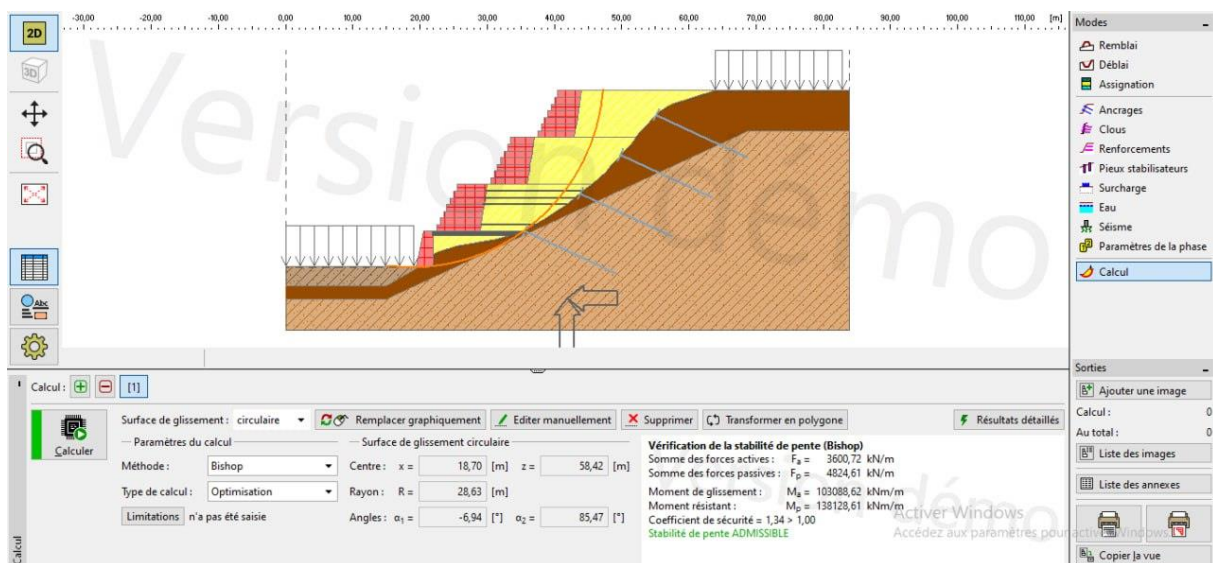 -30,00 -20,00 -10,00 0,00 10,00 20,00 30,00 40,00 50,00 60,00 70,00 80,00 90,00 100,00 110,00 [m]
2D
3D
Abc
Version démo
Modes
Remblai
Déblai
Assignation
Ancrages
Clous
Renforcements
Pieux stabilisateurs
Surcharge
Eau
Séisme
Paramètres de la phase
Calcul
Calcul : [1]
Calculer
Surface de glissement : circulaire Remplacer graphiquement Editer manuellement Supprimer Transformer en polygone Résultats détaillés
Paramètres du calcul
Méthode : Bishop
Type de calcul : Optimisation
Limitations n'a pas été saisie
Surface de glissement circulaire
Centre : x = 18,70 [m] z = 58,42 [m]
Rayon : R = 28,63 [m]
Angles : α1 = -6,94 [°] α2 = 85,47 [°]
Vérification de la stabilité de pente (Bishop)
Somme des forces actives : Fa = 3600,72 kN/m
Somme des forces passives : Fp = 4824,61 kN/m
Moment de glissement : Ma = 103088,62 kNm/m
Moment résistant : Mp = 138128,61 kNm/m
Coefficient de sécurité = 1,34 > 1,00
Stabilité de pente ADMISSIBLE
version démo
Activer Windows
Accédez aux paramètres pour activer Windows
Calcul
Sorties
Ajouter une image
Calcul : 0
Au total : 0
Liste des images
Liste des annexes
Copier la vue